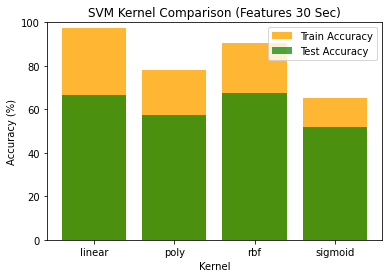 SVM Kernel Comparison (Features 30 Sec)
100
80
60
40
20
0
Accuracy (%)
Train Accuracy
Test Accuracy
linear poly rbf sigmoid
Kernel